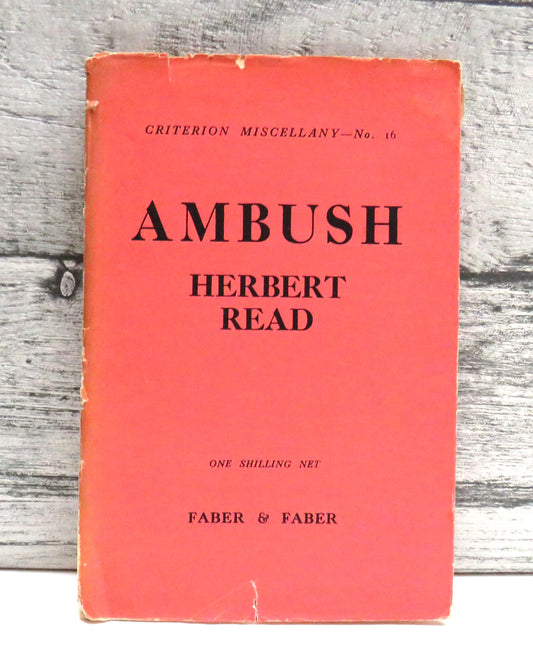 CRITERION MISCELLANY—No. 16
AMBUSH
HERBERT
READ
ONE SHILLING NET
FABER & FABER